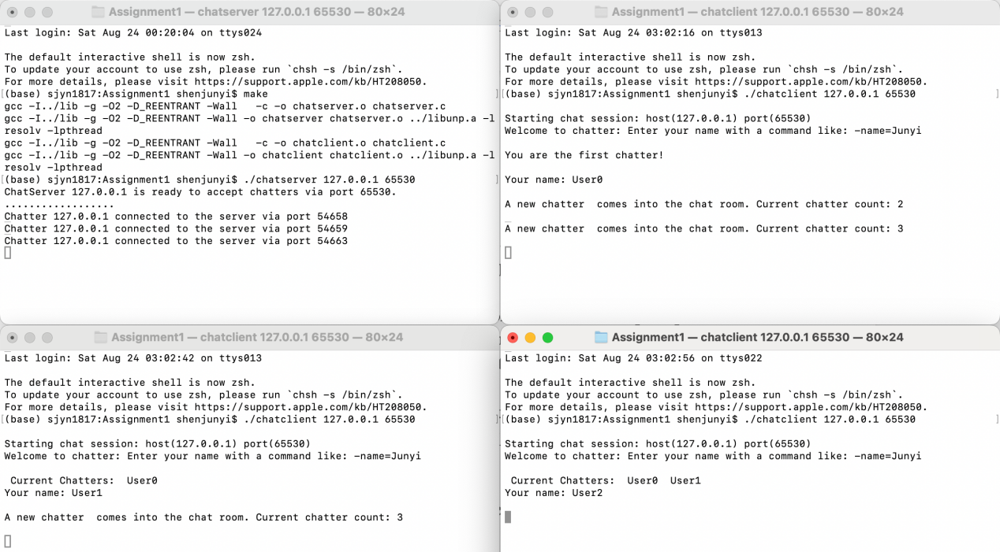 Assignment1 — chatserver 127.0.0.1 65530 — 80×24
Last login: Sat Aug 24 00:20:04 on ttys024
The default interactive shell is now zsh.
To update your account to use zsh, please run `chsh -s /bin/zsh`.
For more details, please visit https://support.apple.com/kb/HT208050.
[(base) sjyn1817:Assignment1 shenjunyi$ make ]
gcc -I../lib -g -O2 -D_REENTRANT -Wall   -c -o chatserver.o chatserver.c
gcc -I../lib -g -O2 -D_REENTRANT -Wall -o chatserver chatserver.o ../libunp.a -l
resolv -lpthread
gcc -I../lib -g -O2 -D_REENTRANT -Wall   -c -o chatclient.o chatclient.c
gcc -I../lib -g -O2 -D_REENTRANT -Wall -o chatclient chatclient.o ../libunp.a -l
resolv -lpthread
[(base) sjyn1817:Assignment1 shenjunyi$ ./chatserver 127.0.0.1 65530 ]
ChatServer 127.0.0.1 is ready to accept chatters via port 65530.
..................
Chatter 127.0.0.1 connected to the server via port 54658
Chatter 127.0.0.1 connected to the server via port 54659
Chatter 127.0.0.1 connected to the server via port 54663
Assignment1 — chatclient 127.0.0.1 65530 — 80×24
Last login: Sat Aug 24 03:02:16 on ttys013
The default interactive shell is now zsh.
To update your account to use zsh, please run `chsh -s /bin/zsh`.
For more details, please visit https://support.apple.com/kb/HT208050.
[(base) sjyn1817:Assignment1 shenjunyi$ ./chatclient 127.0.0.1 65530 ]
Starting chat session: host(127.0.0.1) port(65530)
Welcome to chatter: Enter your name with a command like: -name=Junyi
You are the first chatter!
Your name: User0
A new chatter  comes into the chat room. Current chatter count: 2
A new chatter  comes into the chat room. Current chatter count: 3
Assignment1 — chatclient 127.0.0.1 65530 — 80×24
Last login: Sat Aug 24 03:02:42 on ttys013
The default interactive shell is now zsh.
To update your account to use zsh, please run `chsh -s /bin/zsh`.
For more details, please visit https://support.apple.com/kb/HT208050.
[(base) sjyn1817:Assignment1 shenjunyi$ ./chatclient 127.0.0.1 65530 ]
Starting chat session: host(127.0.0.1) port(65530)
Welcome to chatter: Enter your name with a command like: -name=Junyi
Current Chatters:  User0
Your name: User1
A new chatter  comes into the chat room. Current chatter count: 3
Assignment1 — chatclient 127.0.0.1 65530 — 80×24
Last login: Sat Aug 24 03:02:56 on ttys022
The default interactive shell is now zsh.
To update your account to use zsh, please run `chsh -s /bin/zsh`.
For more details, please visit https://support.apple.com/kb/HT208050.
[(base) sjyn1817:Assignment1 shenjunyi$ ./chatclient 127.0.0.1 65530 ]
Starting chat session: host(127.0.0.1) port(65530)
Welcome to chatter: Enter your name with a command like: -name=Junyi
Current Chatters:  User0  User1
Your name: User2